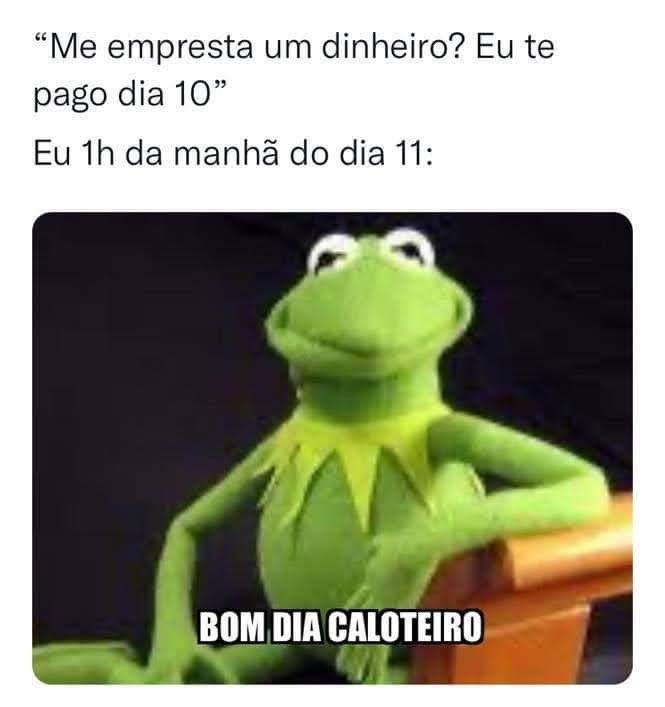 “Me empresta um dinheiro? Eu te
pago dia 10”
Eu 1h da manhã do dia 11:
BOM DIA CALOTEIRO